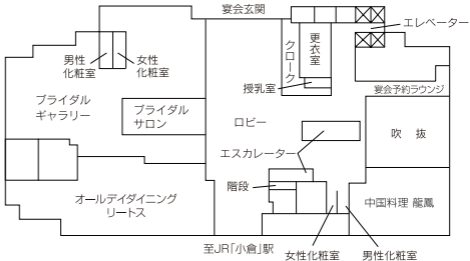 宴会玄関
エレベーター
男性
化粧室
女性
化粧室
クローク
更衣室
授乳室
宴会予約ラウンジ
ブライダル
ギャラリー
ブライダル
サロン
ロビー
吹 抜
エスカレーター
階段
オールデイダイニング
リートス
中国料理 龍鳳
至JR「小倉」駅
女性化粧室
男性化粧室